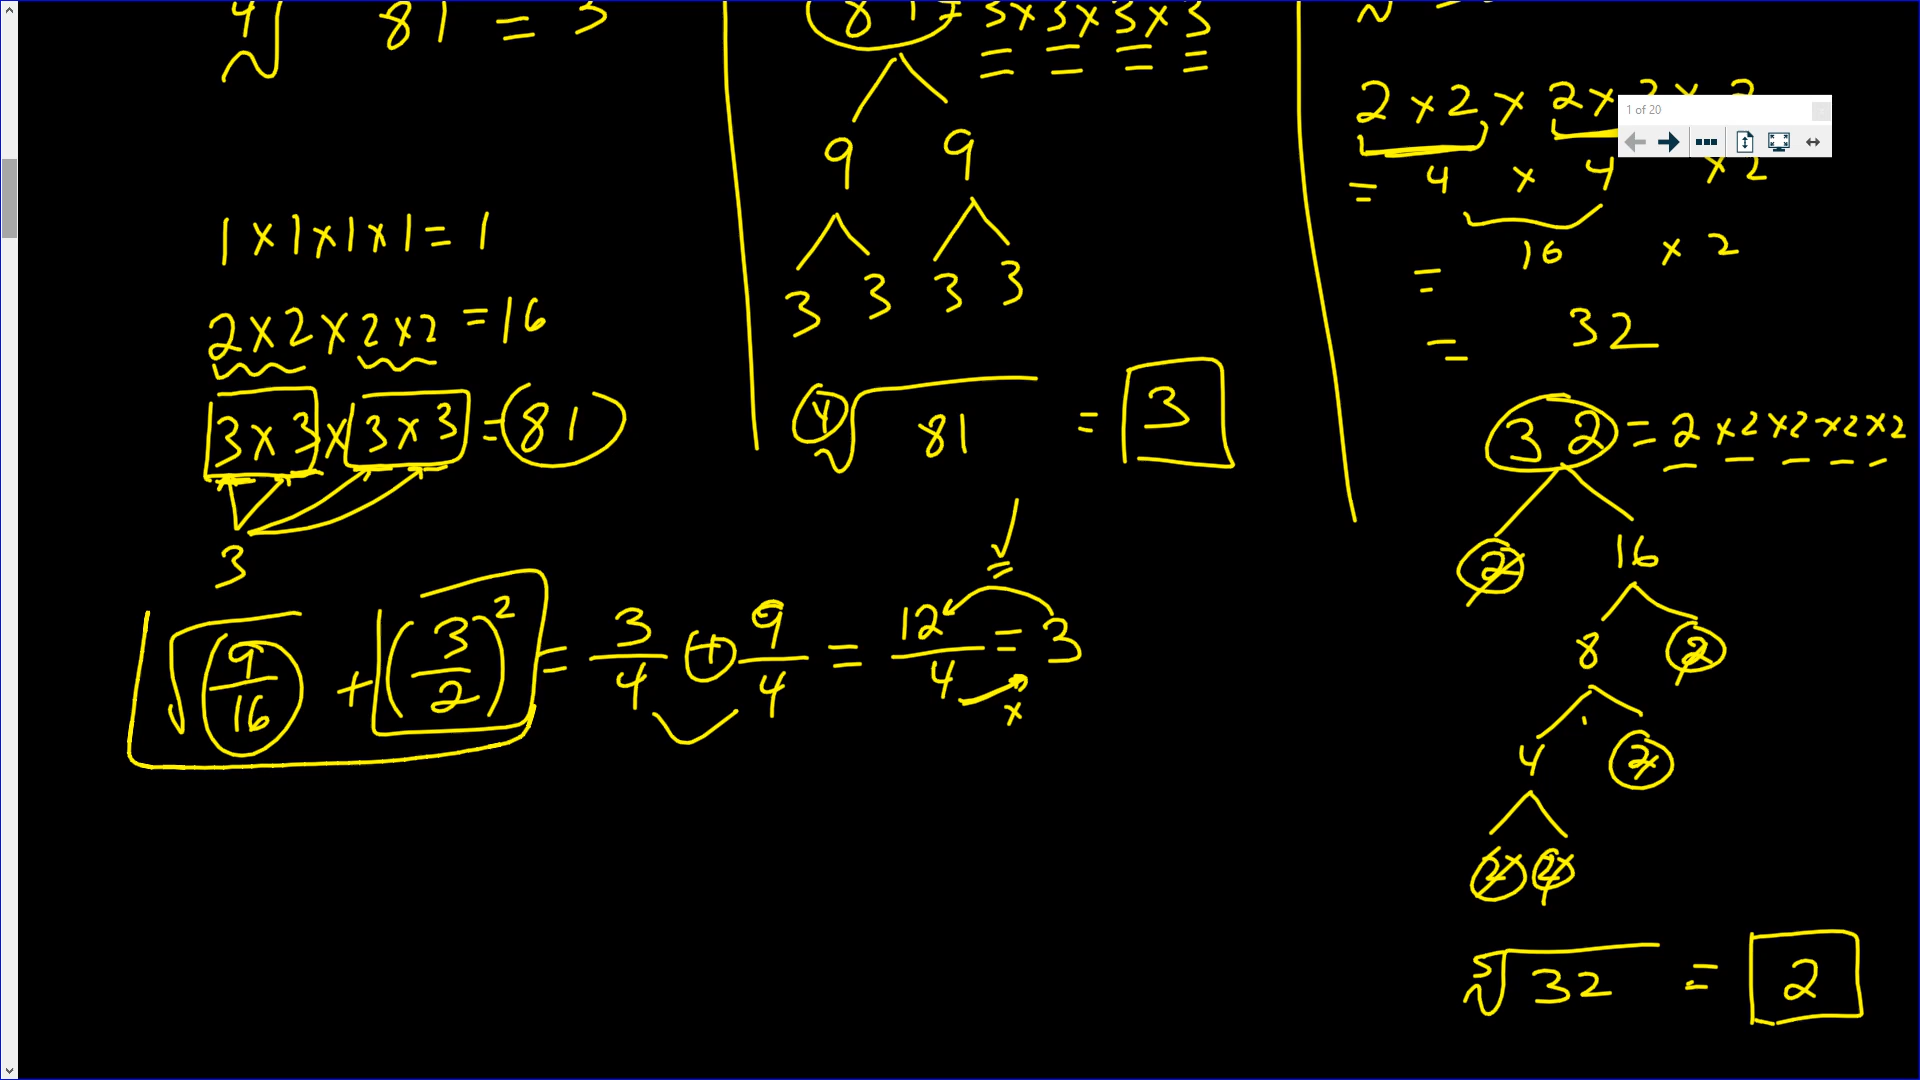 4√ 81 = 3
1 x 1 x 1 x 1 = 1
2 x 2 x 2 x 2 = 16
3 x 3 x 3 x 3 = 81
3
81 = 3 x 3 x 3 x 3
9 9
3 3 3 3
4√81 = 3
√(9/16) + (3/2)² = 3/4 + 9/4 = 12/4 = 3
x
1 of 20
2 x 2 x 2 x 2 x 2
= 4 x 4 x 2
= 16 x 2
= 32
32 = 2 x 2 x 2 x 2 x 2
2 16
8 2
4 2
2 2
5√32 = 2